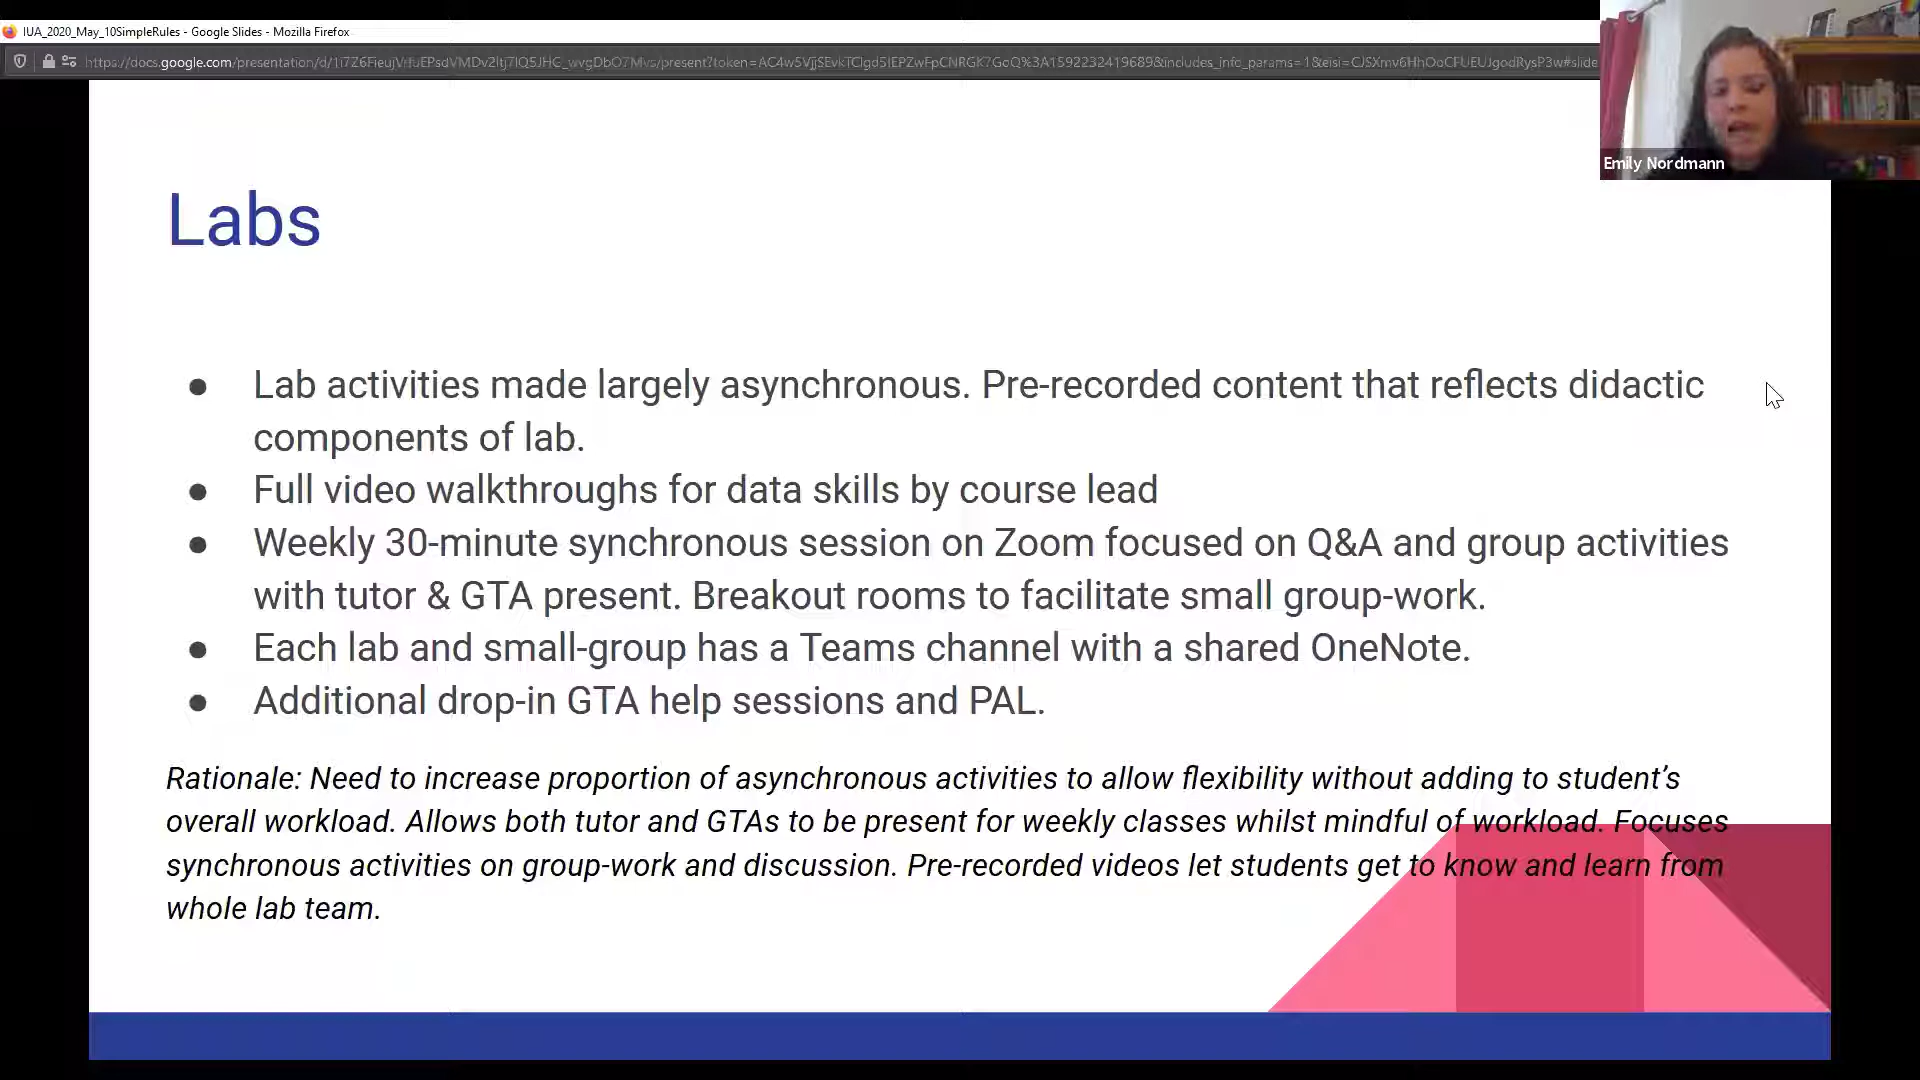 IUA_2020_May_10SimpleRules - Google Slides - Mozilla Firefox
Emily Nordmann
Labs
● Lab activities made largely asynchronous. Pre-recorded content that reflects didactic
components of lab.
● Full video walkthroughs for data skills by course lead
● Weekly 30-minute synchronous session on Zoom focused on Q&A and group activities
with tutor & GTA present. Breakout rooms to facilitate small group-work.
● Each lab and small-group has a Teams channel with a shared OneNote.
● Additional drop-in GTA help sessions and PAL.
Rationale: Need to increase proportion of asynchronous activities to allow flexibility without adding to student's
overall workload. Allows both tutor and GTAs to be present for weekly classes whilst mindful of workload. Focuses
synchronous activities on group-work and discussion. Pre-recorded videos let students get to know and learn from
whole lab team.